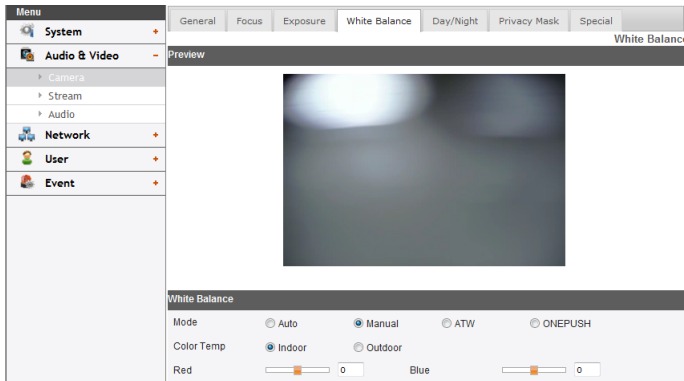 Menu
System +
Audio & Video -
Camera
Stream
Audio
Network +
User +
Event +
General Focus Exposure White Balance Day/Night Privacy Mask Special
White Balance
Preview
White Balance
Mode Auto Manual ATW ONEPUSH
Color Temp Indoor Outdoor
Red 0 Blue 0